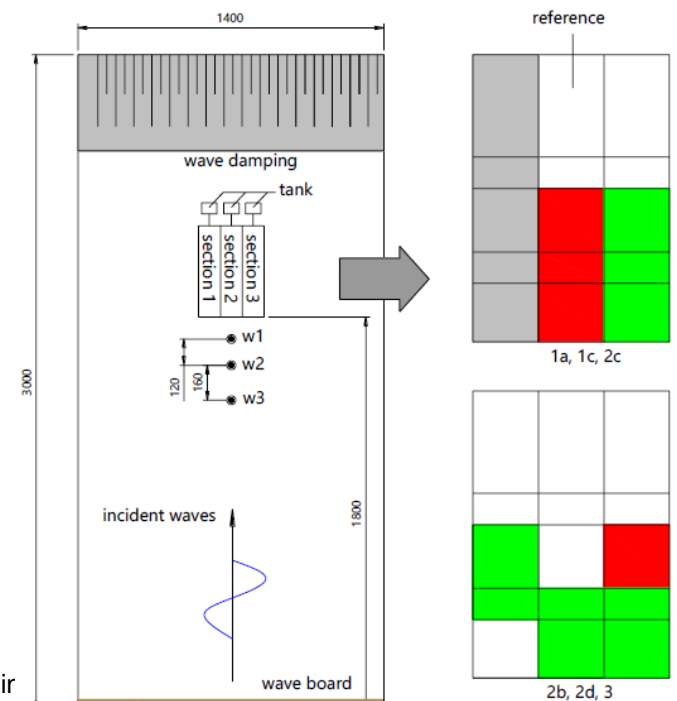 1400
reference
wave damping
tank
section 1
section 2
section 3
w1
w2
w3
120
160
3000
1800
1a, 1c, 2c
incident waves
wave board
ir
2b, 2d, 3